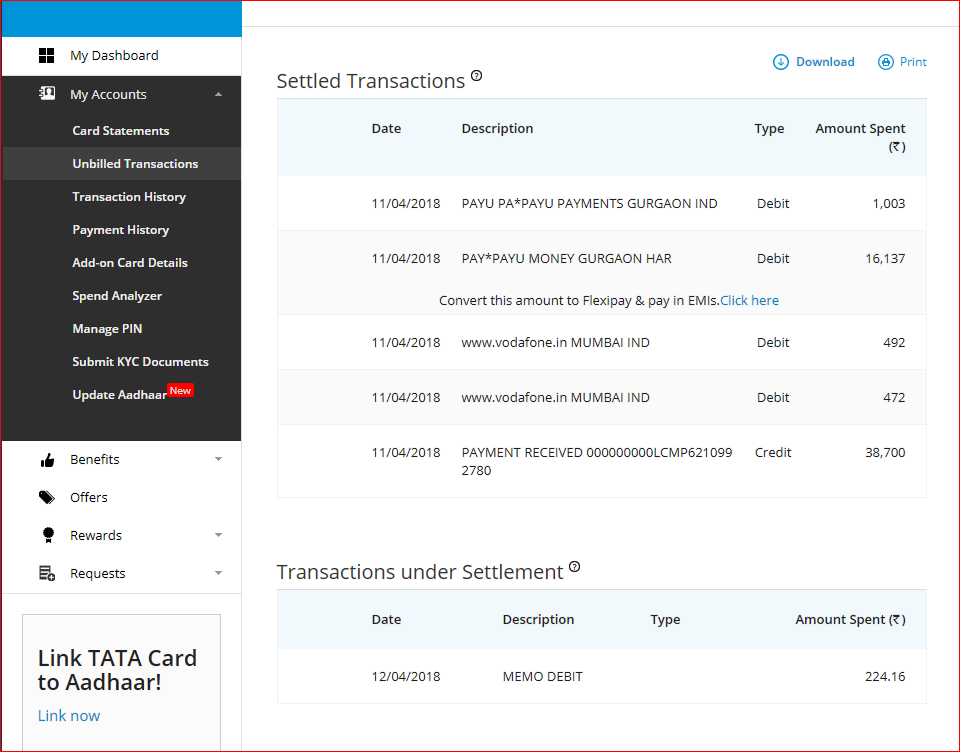 My Dashboard
My Accounts
Card Statements
Unbilled Transactions
Transaction History
Payment History
Add-on Card Details
Spend Analyzer
Manage PIN
Submit KYC Documents
Update Aadhaar New
Benefits
Offers
Rewards
Requests
Link TATA Card
to Aadhaar!
Link now
Download Print
Settled Transactions ?
Date Description Type Amount Spent
(₹)
11/04/2018 PAYU PA*PAYU PAYMENTS GURGAON IND Debit 1,003
11/04/2018 PAY*PAYU MONEY GURGAON HAR Debit 16,137
Convert this amount to Flexipay & pay in EMIs.Click here
11/04/2018 www.vodafone.in MUMBAI IND Debit 492
11/04/2018 www.vodafone.in MUMBAI IND Debit 472
11/04/2018 PAYMENT RECEIVED 000000000LCMP621099 Credit 38,700
2780
Transactions under Settlement ?
Date Description Type Amount Spent (₹)
12/04/2018 MEMO DEBIT 224.16